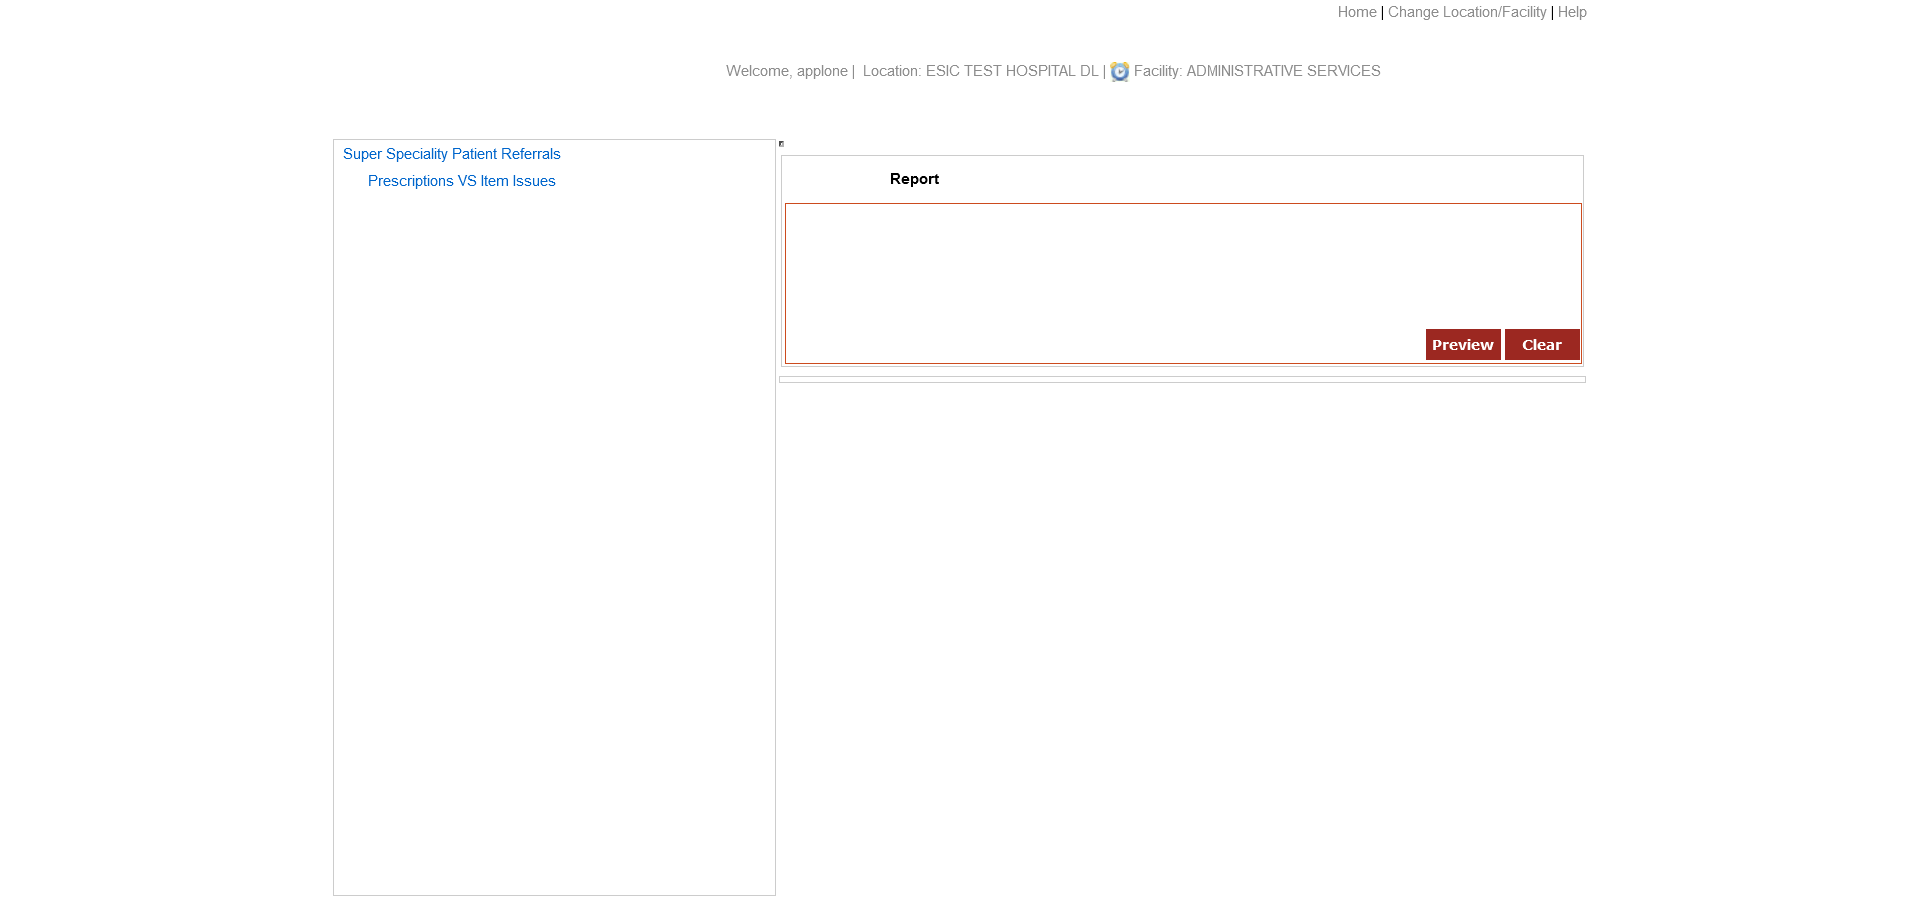 Home | Change Location/Facility | Help
Welcome, applone | Location: ESIC TEST HOSPITAL DL | Facility: ADMINISTRATIVE SERVICES
Super Speciality Patient Referrals
Prescriptions VS Item Issues
Report
Preview Clear